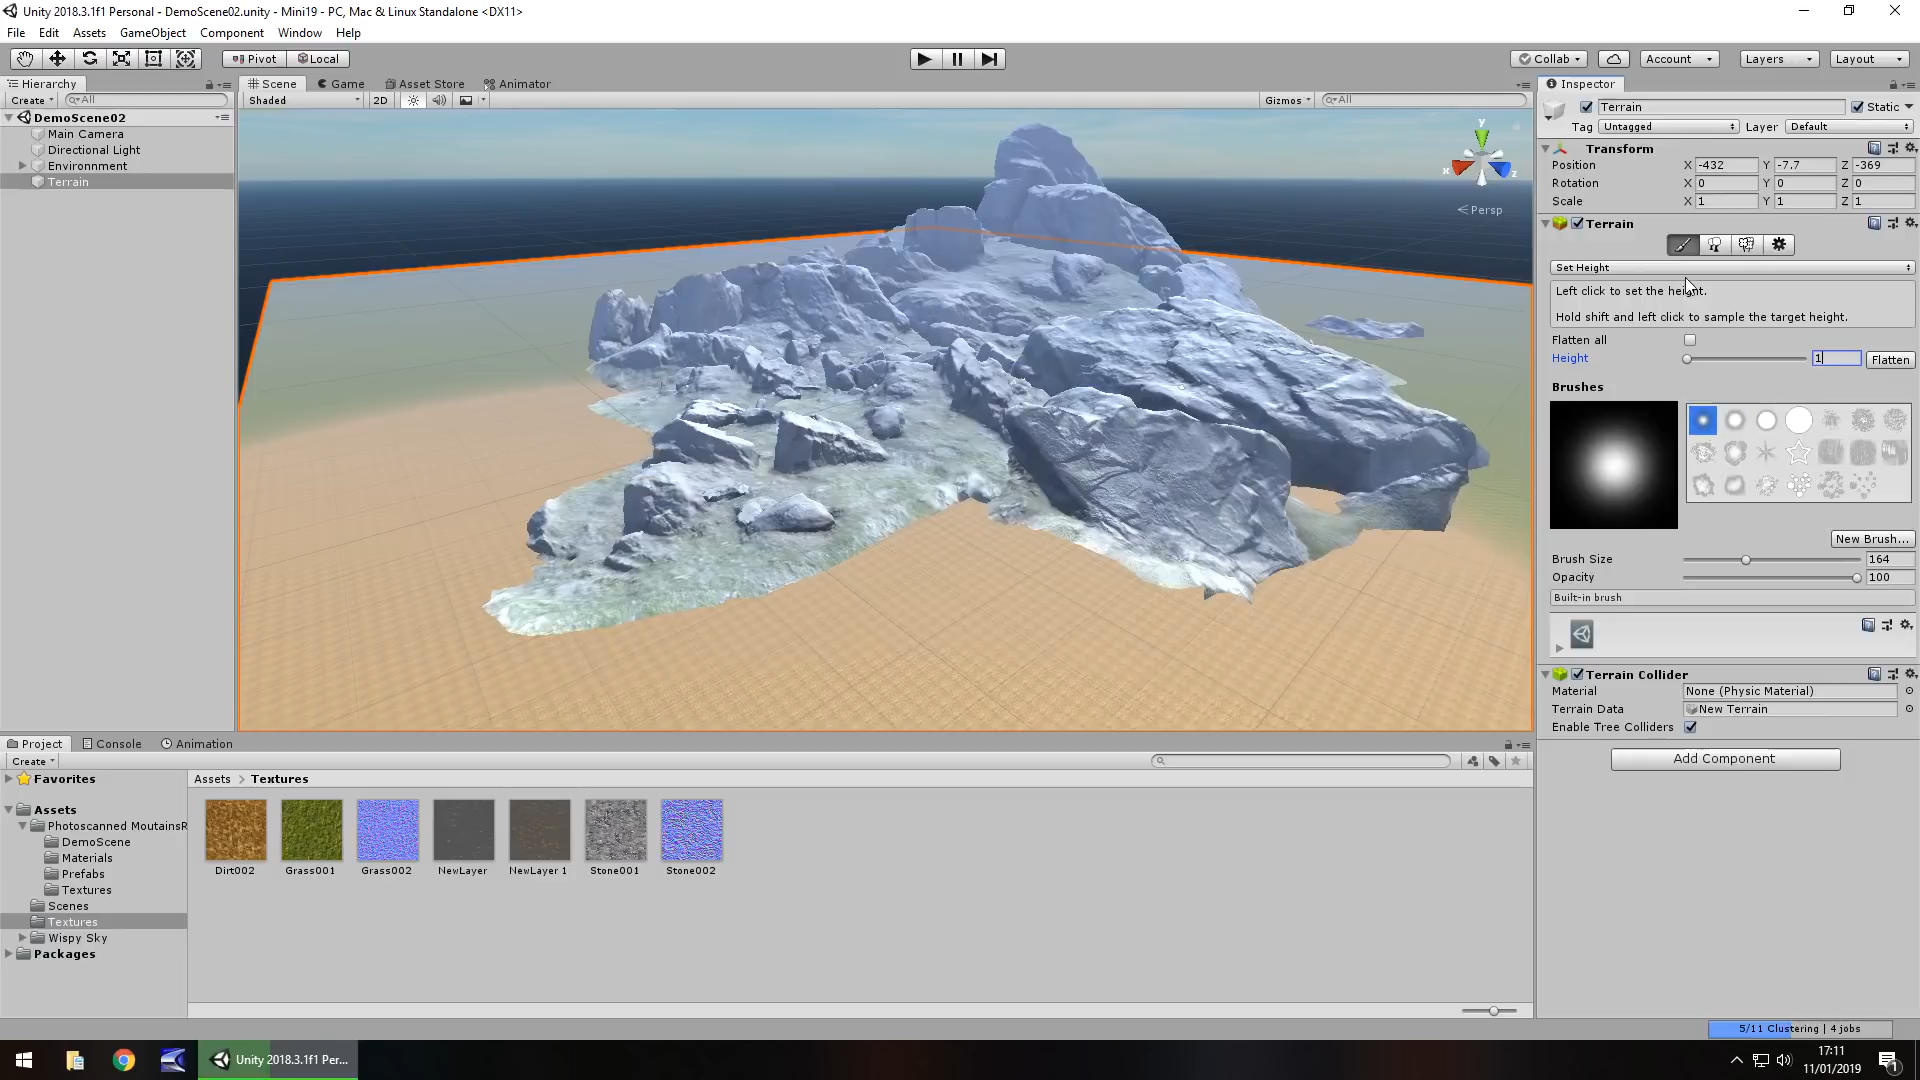 Unity 2018.3.1f1 Personal - DemoScene02.unity - Mini19 - PC, Mac & Linux Standalone <DX11>
File Edit Assets GameObject Component Window Help
Pivot Local Collab Account Layers Layout
Hierarchy Scene Game Asset Store Animator Inspector
Create All Shaded 2D Gizmos All
DemoScene02
Main Camera
Directional Light
Environnment
Terrain
y
x
z
Persp
Terrain Static
Tag Untagged Layer Default
Transform
Position X -432 Y -7.7 Z -369
Rotation X 0 Y 0 Z 0
Scale X 1 Y 1 Z 1
Terrain
Set Height
Left click to set the height.
Hold shift and left click to sample the target height.
Flatten all
Height 1 Flatten
Brushes
New Brush...
Brush Size 164
Opacity 100
Built-in brush
Terrain Collider
Material None (Physic Material)
Terrain Data New Terrain
Enable Tree Colliders
Add Component
Project Console Animation
Create
Favorites
Assets
Photoscanned MoutainsR
DemoScene
Materials
Prefabs
Textures
Scenes
Textures
Wispy Sky
Packages
Assets > Textures
Dirt002 Grass001 Grass002 NewLayer NewLayer 1 Stone001 Stone002
5/11 Clustering | 4 jobs
Unity 2018.3.1f1 Per...
17:11
11/01/2019
1